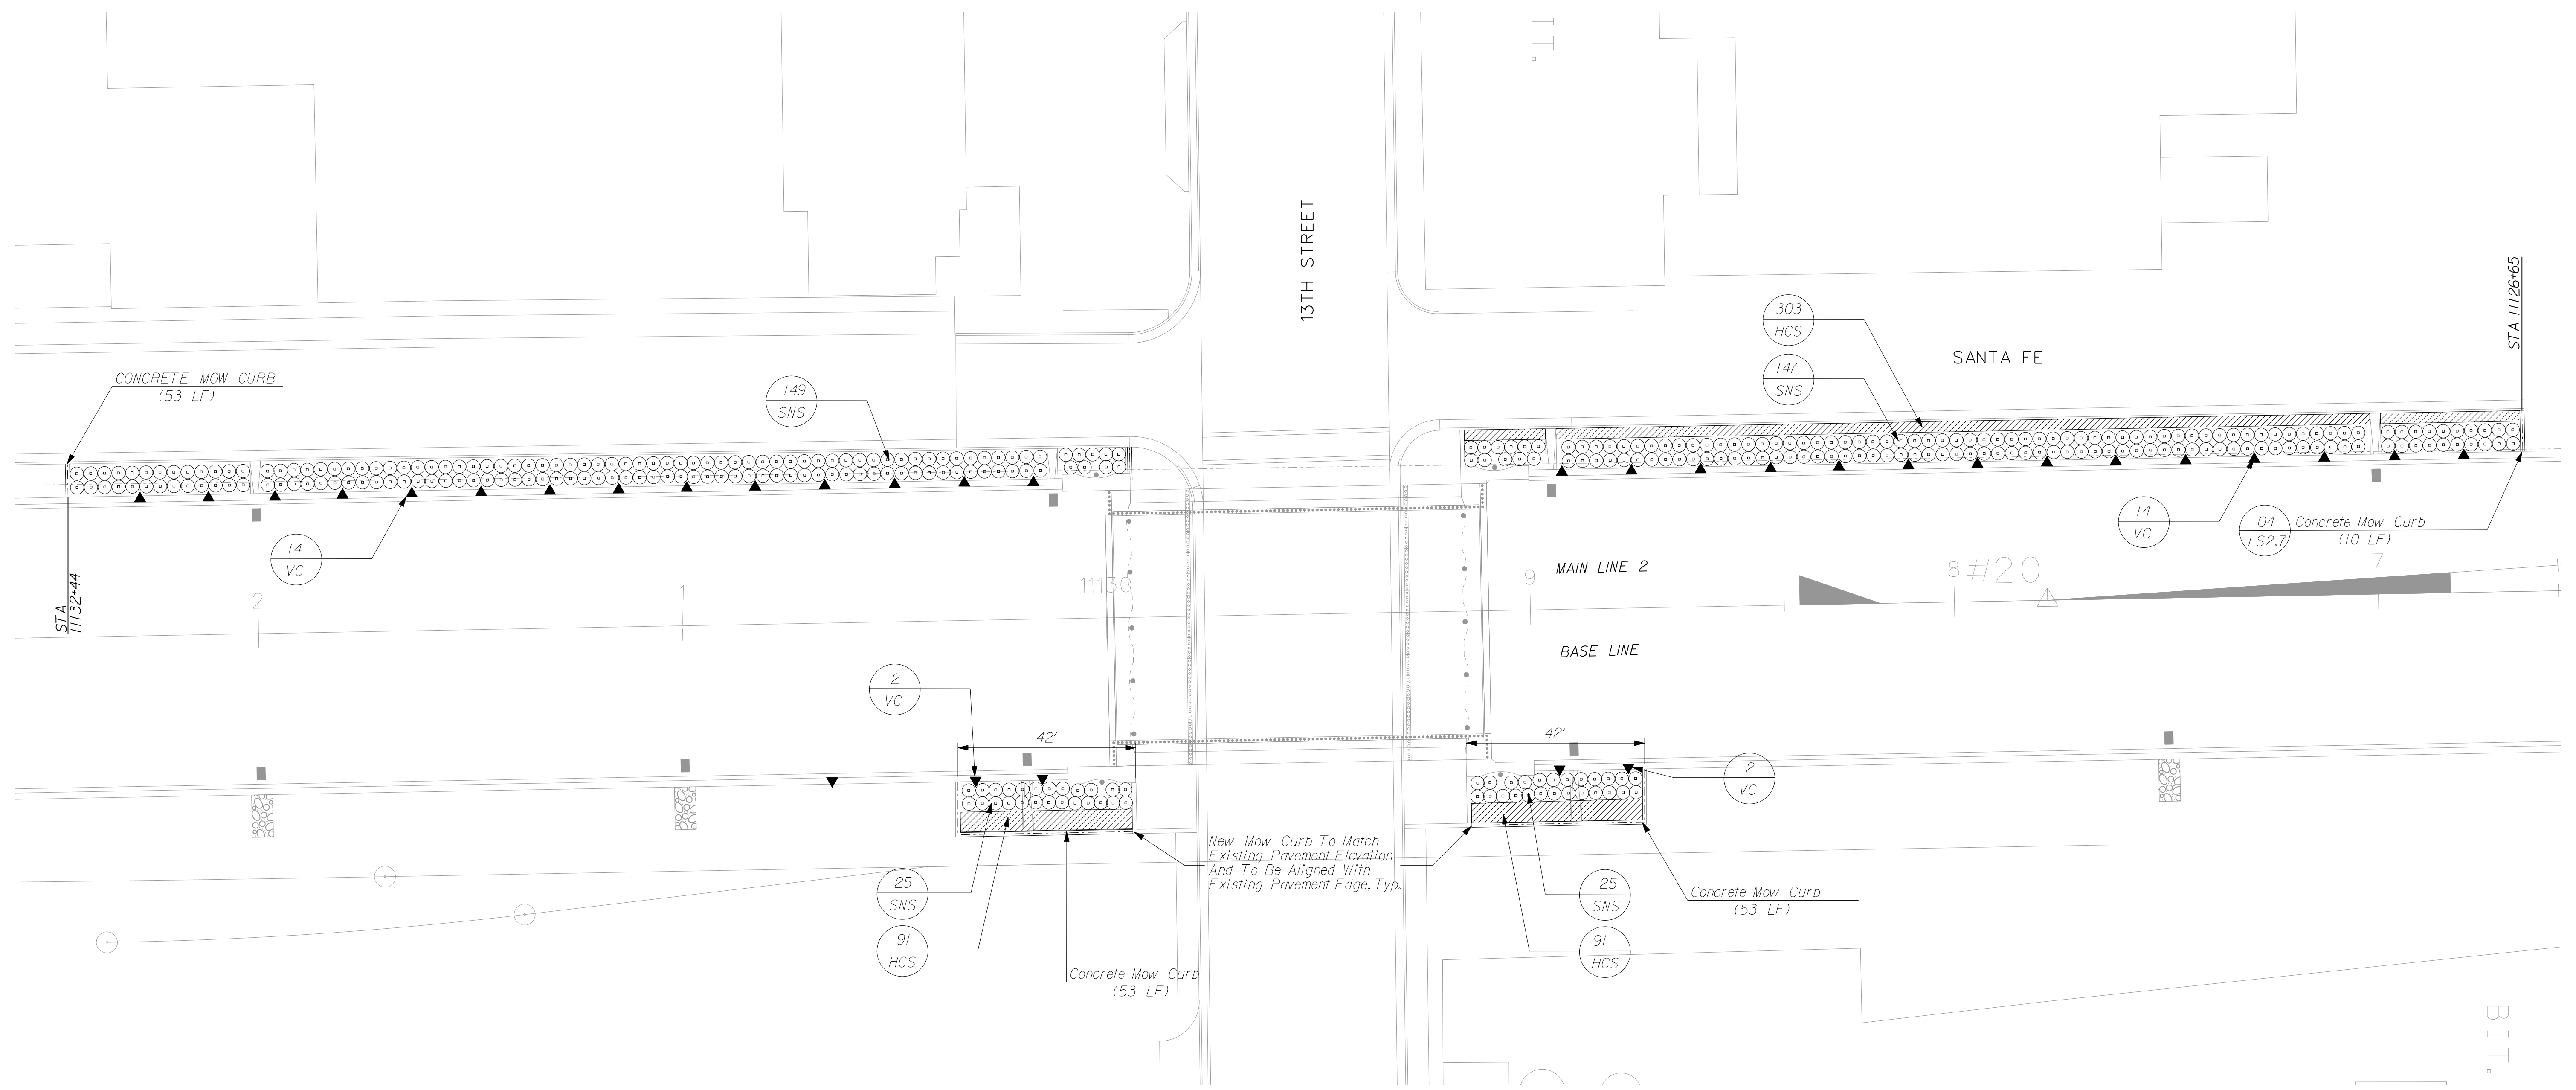 IT.
13TH STREET
SANTA FE
STA 1126+65
303
HCS
147
SNS
CONCRETE MOW CURB
(53 LF)
149
SNS
14
VC
14
VC
04
LS2.7
Concrete Mow Curb
(10 LF)
STA
11132+44
2
1
11130
9
MAIN LINE 2
8
#20
7
BASE LINE
2
VC
42'
42'
2
VC
New Mow Curb To Match
Existing Pavement Elevation
And To Be Aligned With
Existing Pavement Edge, Typ.
25
SNS
91
HCS
Concrete Mow Curb
(53 LF)
25
SNS
91
HCS
Concrete Mow Curb
(53 LF)
BIT.